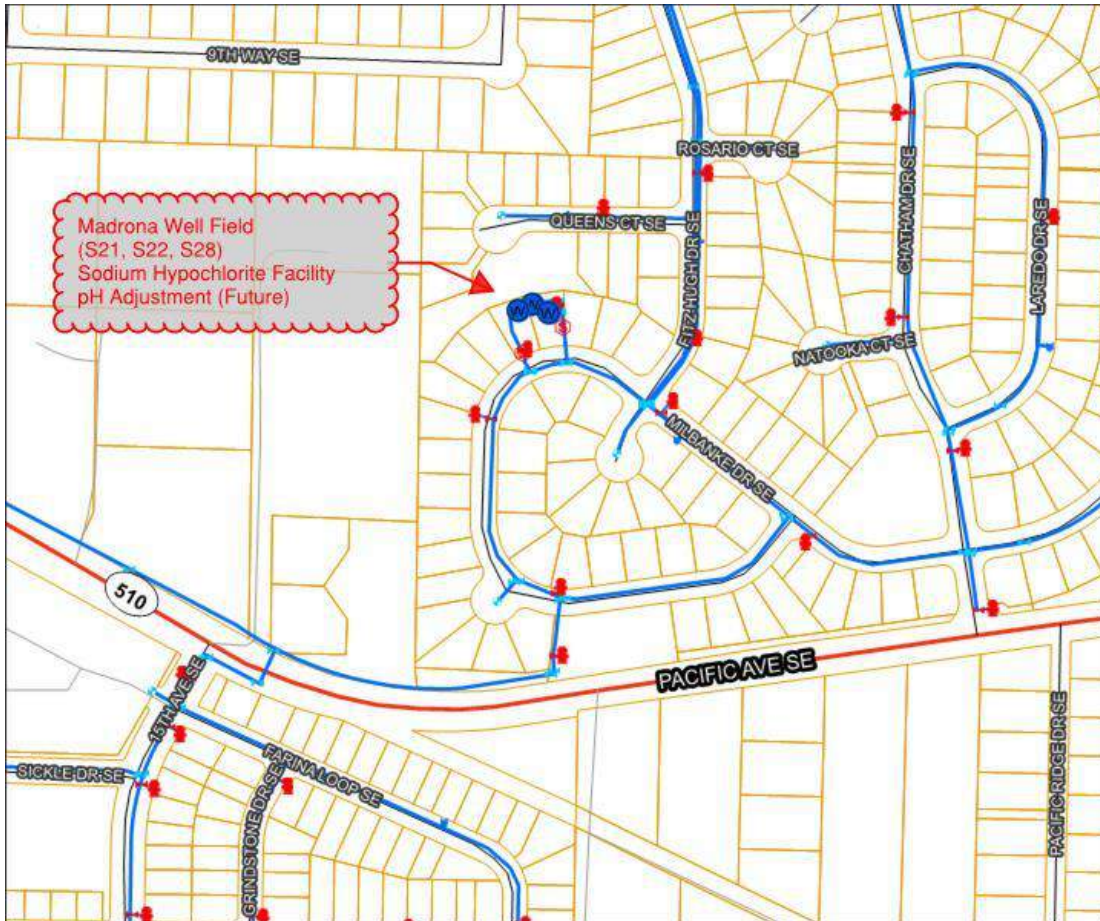 9TH WAY SE
ROSARIO CT SE
Madrona Well Field
(S21, S22, S28)
Sodium Hypochlorite Facility
pH Adjustment (Future)
QUEENS CT SE
FITZ HUGH DR SE
CHATHAM DR SE
LAREDO DR SE
W W W
S
NATOOKA CT SE
MILBANKE DR SE
510
PACIFIC AVE SE
15TH AVE SE
SICKLE DR SE
FARINA LOOP SE
GRINDSTONE DR SE
PACIFIC RIDGE DR SE